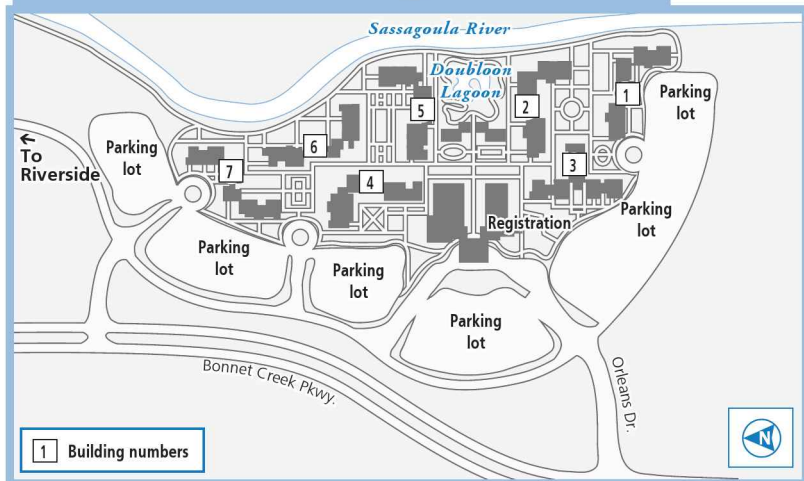 Sassagoula River
Doubloon
Lagoon
1
Parking
lot
2
5
←
To
Riverside
Parking
lot
6
7
3
4
Registration
Parking
lot
Parking
lot
Parking
lot
Parking
lot
Bonnet Creek Pkwy.
Orleans Dr.
1 Building numbers
N